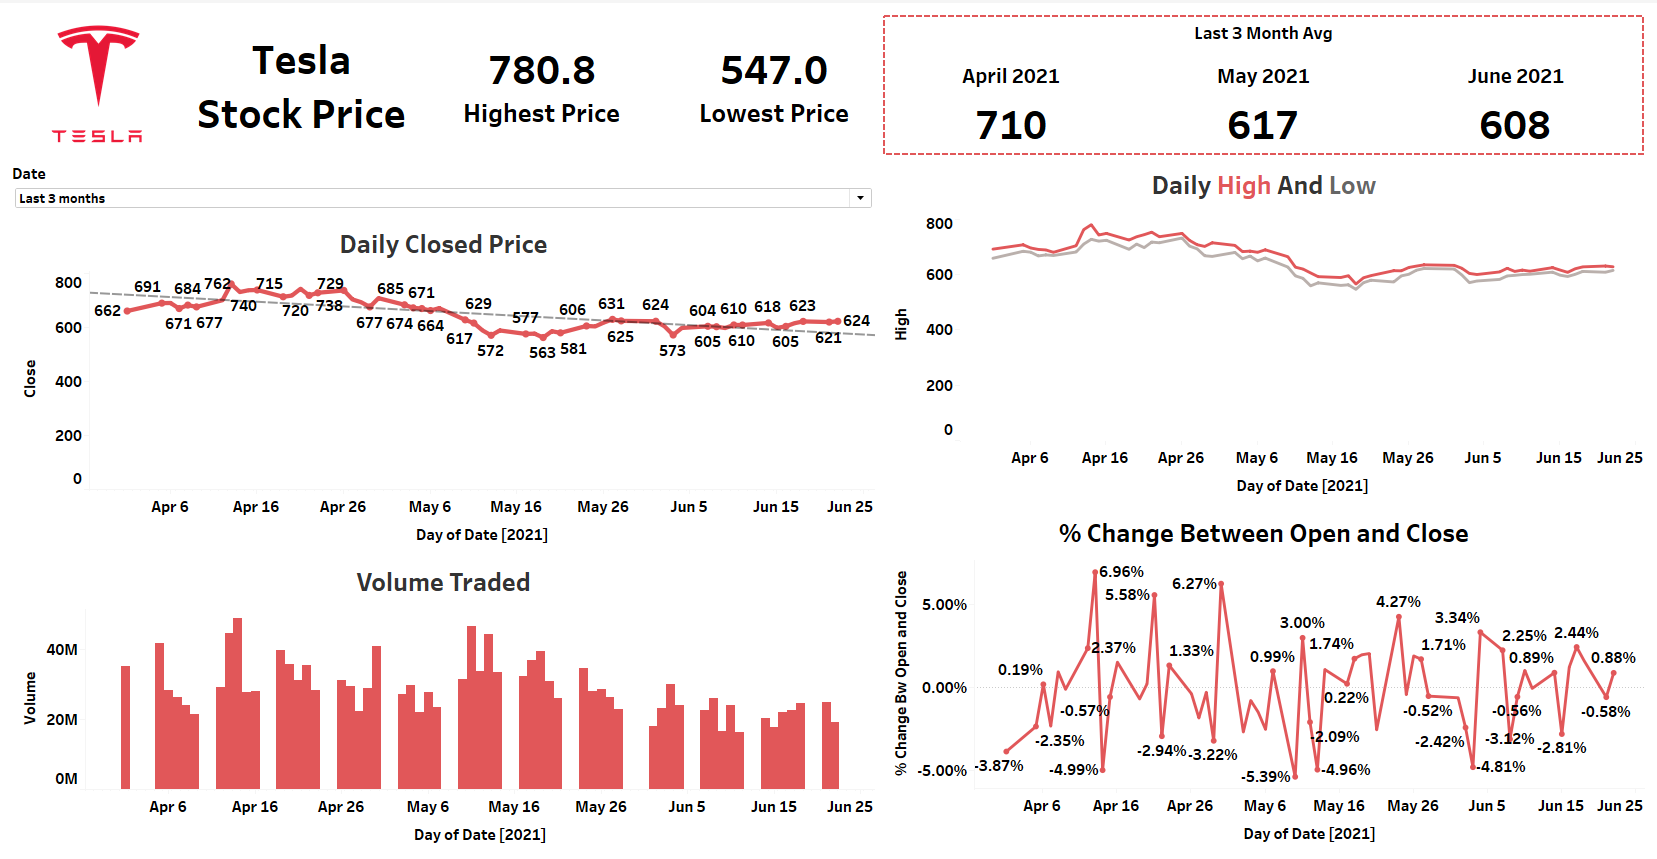 TESLA
Tesla
Stock Price
780.8
Highest Price
547.0
Lowest Price
Last 3 Month Avg
April 2021
May 2021
June 2021
710
617
608
Date
Last 3 months
Daily Closed Price
800
600
400
200
0
Close
662
691
671
684
677
762
740
715
720
729
738
677
685
674
671
664
617
629
572
577
563
606
581
631
625
624
573
604
605
610
610
618
605
623
621
624
Apr 6
Apr 16
Apr 26
May 6
May 16
May 26
Jun 5
Jun 15
Jun 25
Day of Date [2021]
Daily High And Low
800
600
400
200
0
High
Apr 6
Apr 16
Apr 26
May 6
May 16
May 26
Jun 5
Jun 15
Jun 25
Day of Date [2021]
Volume Traded
40M
20M
0M
Volume
Apr 6
Apr 16
Apr 26
May 6
May 16
May 26
Jun 5
Jun 15
Jun 25
Day of Date [2021]
% Change Between Open and Close
5.00%
0.00%
-5.00%
% Change Bw Open and Close
-3.87%
0.19%
-2.35%
2.37%
6.96%
-4.99%
-0.57%
5.58%
-2.94%
1.33%
-3.22%
6.27%
0.99%
-5.39%
3.00%
-2.09%
-4.96%
1.74%
0.22%
4.27%
1.71%
-0.52%
-2.42%
-4.81%
3.34%
2.25%
-3.12%
-0.56%
0.89%
-2.81%
2.44%
-0.58%
0.88%
Apr 6
Apr 16
Apr 26
May 6
May 16
May 26
Jun 5
Jun 15
Jun 25
Day of Date [2021]